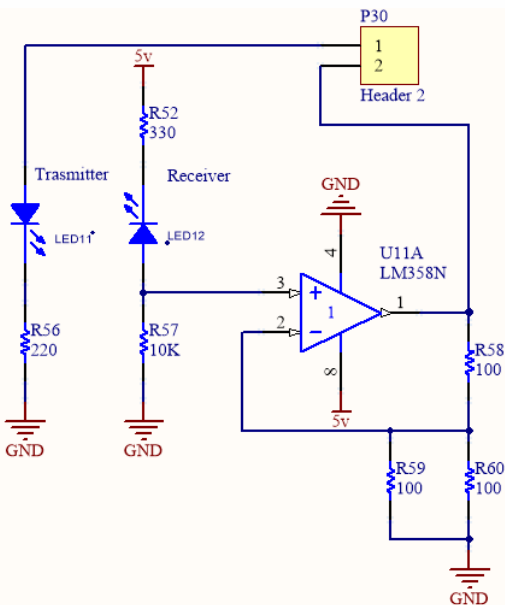 P30
1
2
Header 2
5v
R52
330
Trasmitter
Receiver
GND
LED11
LED12
4
U11A
LM358N
3
1
1
2
8
5v
R56
220
R57
10K
R58
100
GND
GND
R59
100
R60
100
GND